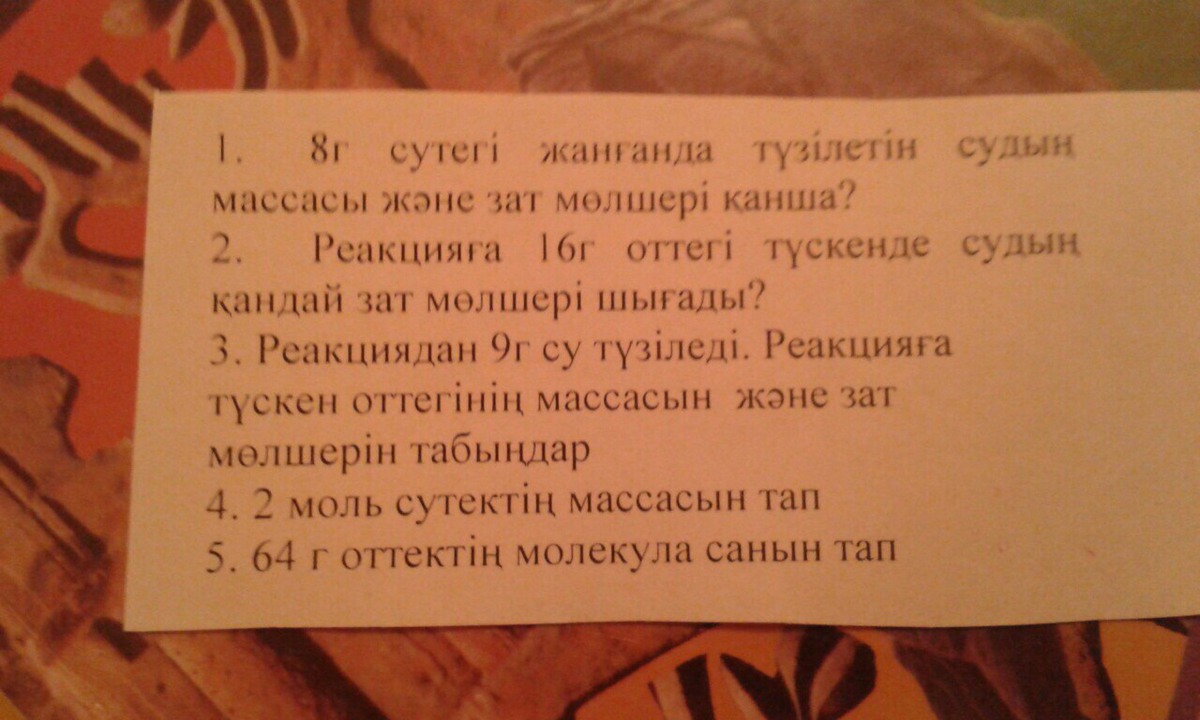 1. 8г сутегі жанғанда түзілетін судың
массасы және зат мөлшері қанша?
2. Реакцияға 16г оттегі түскенде судың
қандай зат мөлшері шығады?
3. Реакциядан 9г су түзіледі. Реакцияға
түскен оттегінің массасын және зат
мөлшерін табыңдар
4. 2 моль сутектің массасын тап
5. 64 г оттектің молекула санын тап